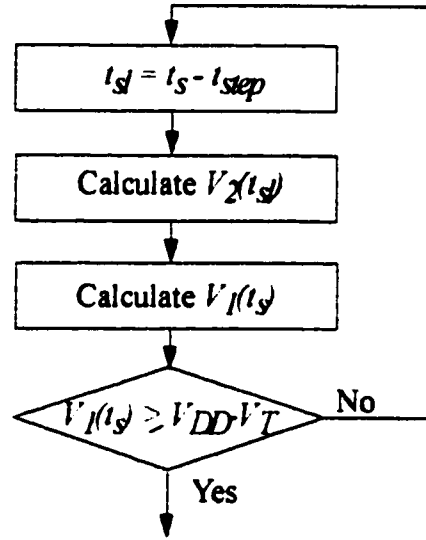 t_sl = t_s - t_step
Calculate V_2(t_sl)
Calculate V_1(t_s)
V_1(t_s) ≥ V_DD-V_T
No
Yes